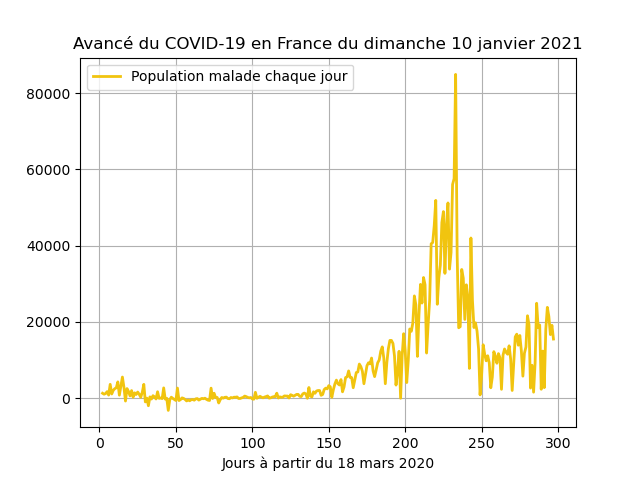 Avancé du COVID-19 en France du dimanche 10 janvier 2021
Population malade chaque jour
80000
60000
40000
20000
0
0 50 100 150 200 250 300
Jours à partir du 18 mars 2020